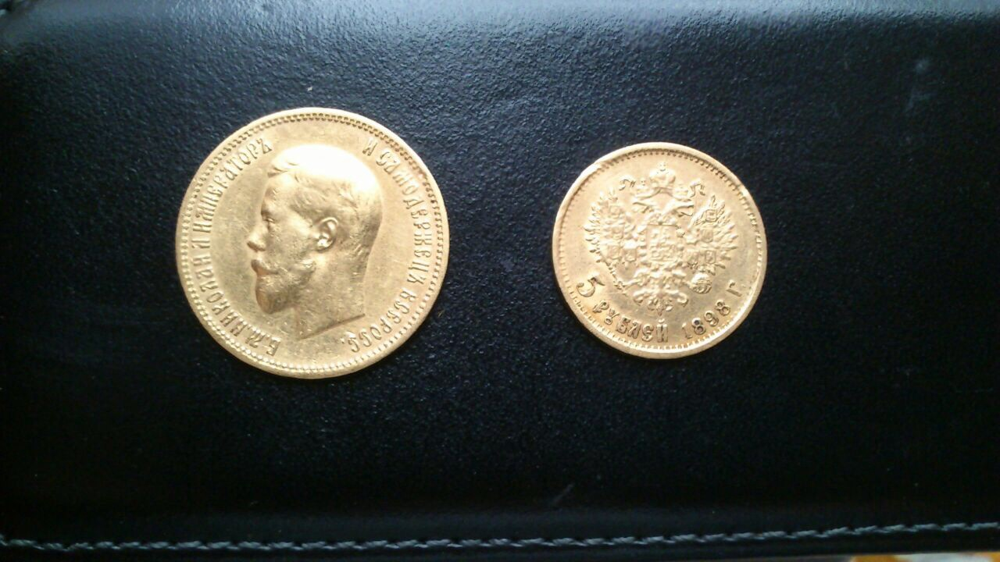 Б.М.НИКОЛАЙ II ИМПЕРАТОРЪ И САМОДЕРЖЕЦЪ ВСЕРОСС.
5 РУБЛЕЙ 1898 Г.